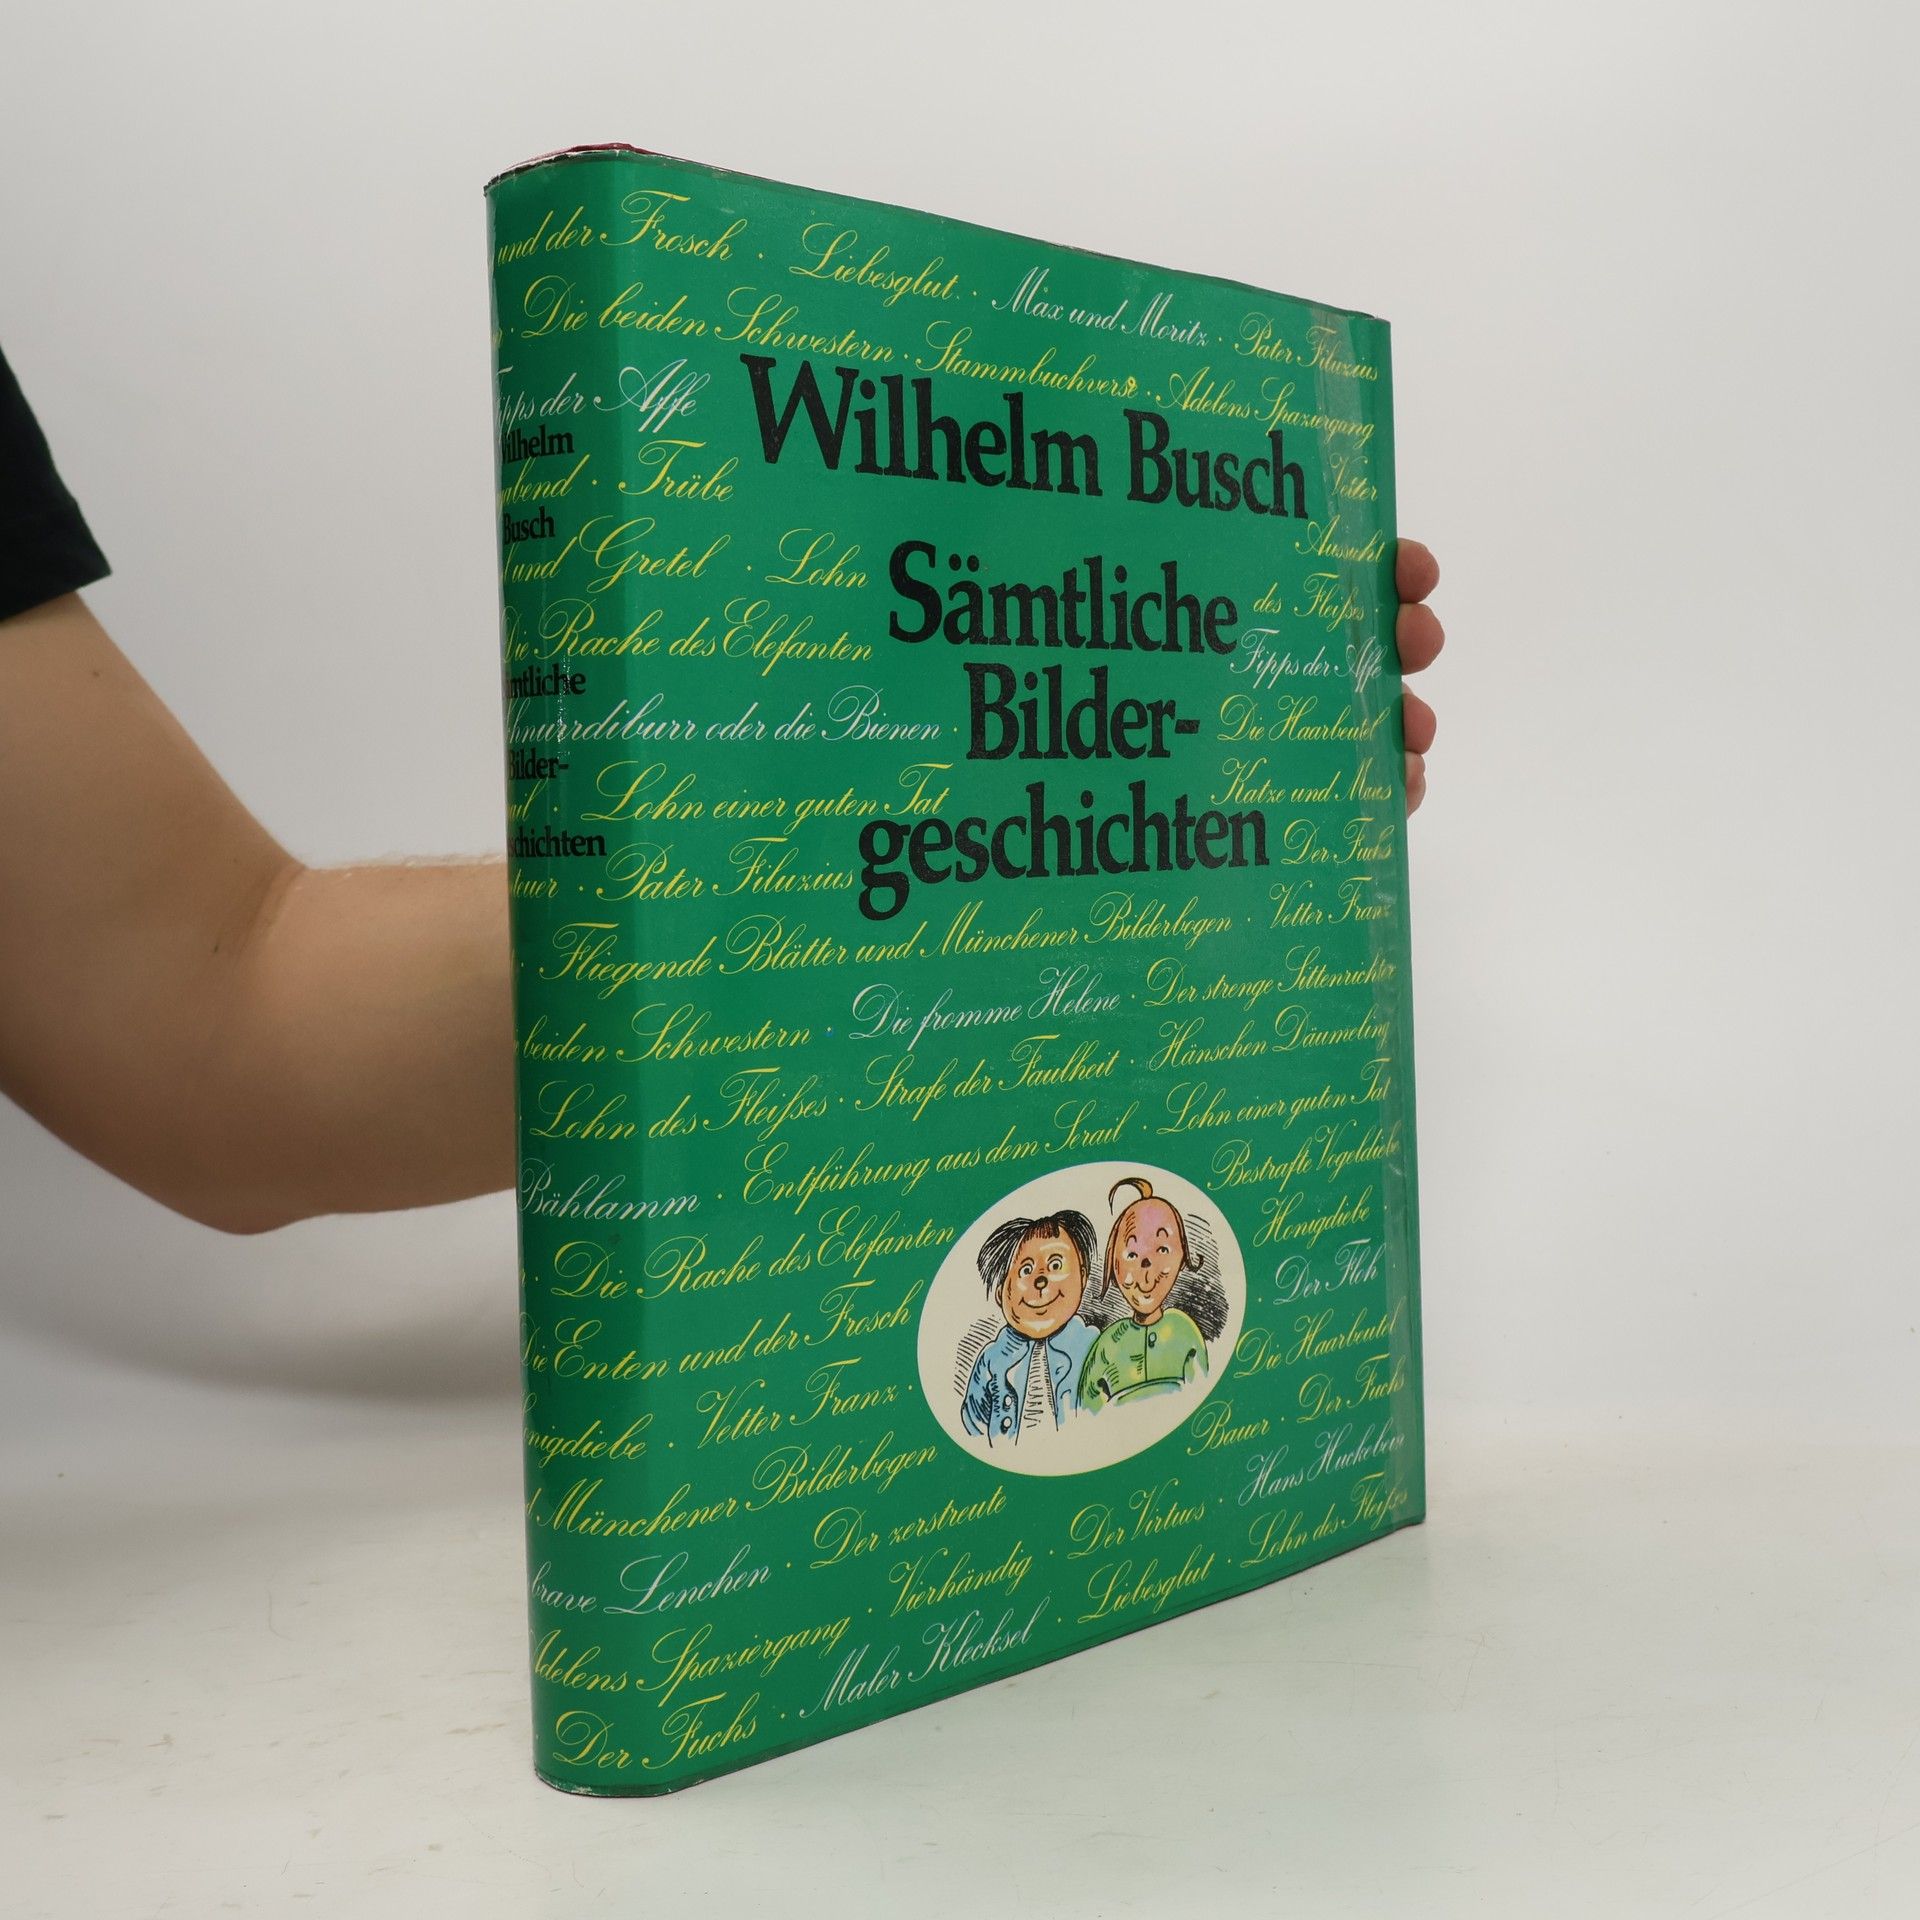 und der Frosch · Liebesglut · Max und Moritz · Pater Filuzius
Die beiden Schwestern · Stammbuchverse · Adelens Spaziergang
Fipps der Affe
Wilhelm Busch
Vetter
Wilhelm
abend · Trübe
Aussicht
Busch
und Gretel · Lohn
Sämtliche
des Fleißes ·
Die Rache des Elefanten
Fipps der Affe
Sämtliche
Schnurrdiburr oder die Bienen ·
Bilder-
Die Haarbeutel
Bilder-
Lohn einer guten Tat
Katze und Maus
geschichten
geschichten
Der Fuchs
· Pater Filuzius
· Fliegende Blätter und Münchener Bilderbogen · Vetter Franz
beiden Schwestern · Die fromme Helene · Der strenge Sittenrichter
Lohn des Fleißes · Strafe der Faulheit · Hänschen Däumeling
Bählamm · Entführung aus dem Serail · Lohn einer guten Tat
Bestrafte Vogeldiebe
· Die Rache des Elefanten
Honigdiebe ·
Die Enten und der Frosch
· Der Floh ·
Honigdiebe · Vetter Franz ·
Die Haarbeutel
Münchener Bilderbogen
Bauer · Der Fuchs
brave Lenchen · Der zerstreute
Hans Huckebein
Adelens Spaziergang · Vierhändig · Der Virtuos ·
Der Fuchs · Maler Klecksel · Liebesglut · Lohn des Fleißes